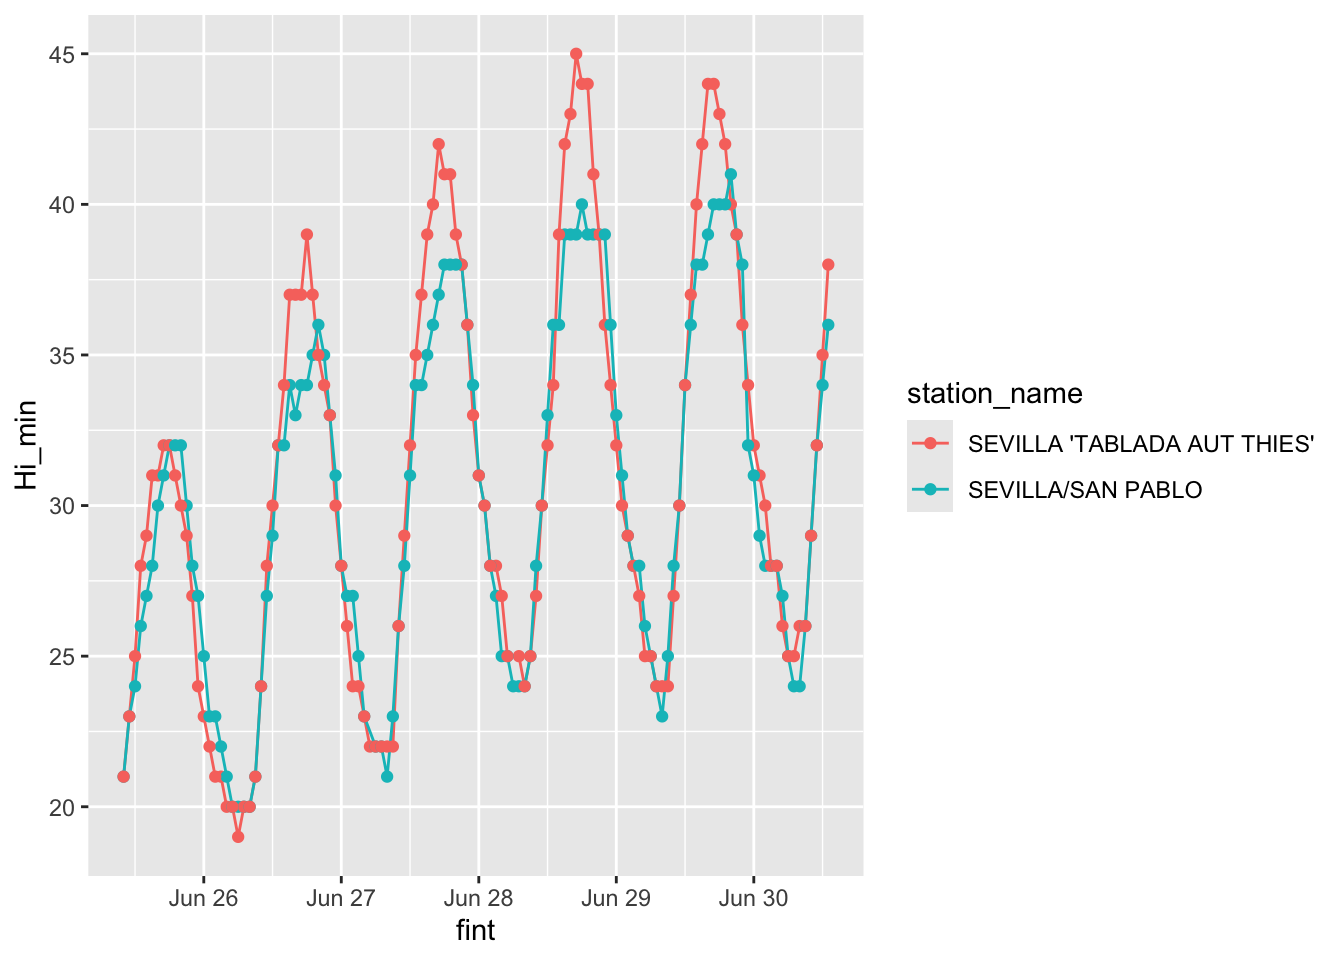 45
40
35
30
25
20
Hi_min
Jun 26 Jun 27 Jun 28 Jun 29 Jun 30
fint
station_name
SEVILLA 'TABLADA AUT THIES'
SEVILLA/SAN PABLO